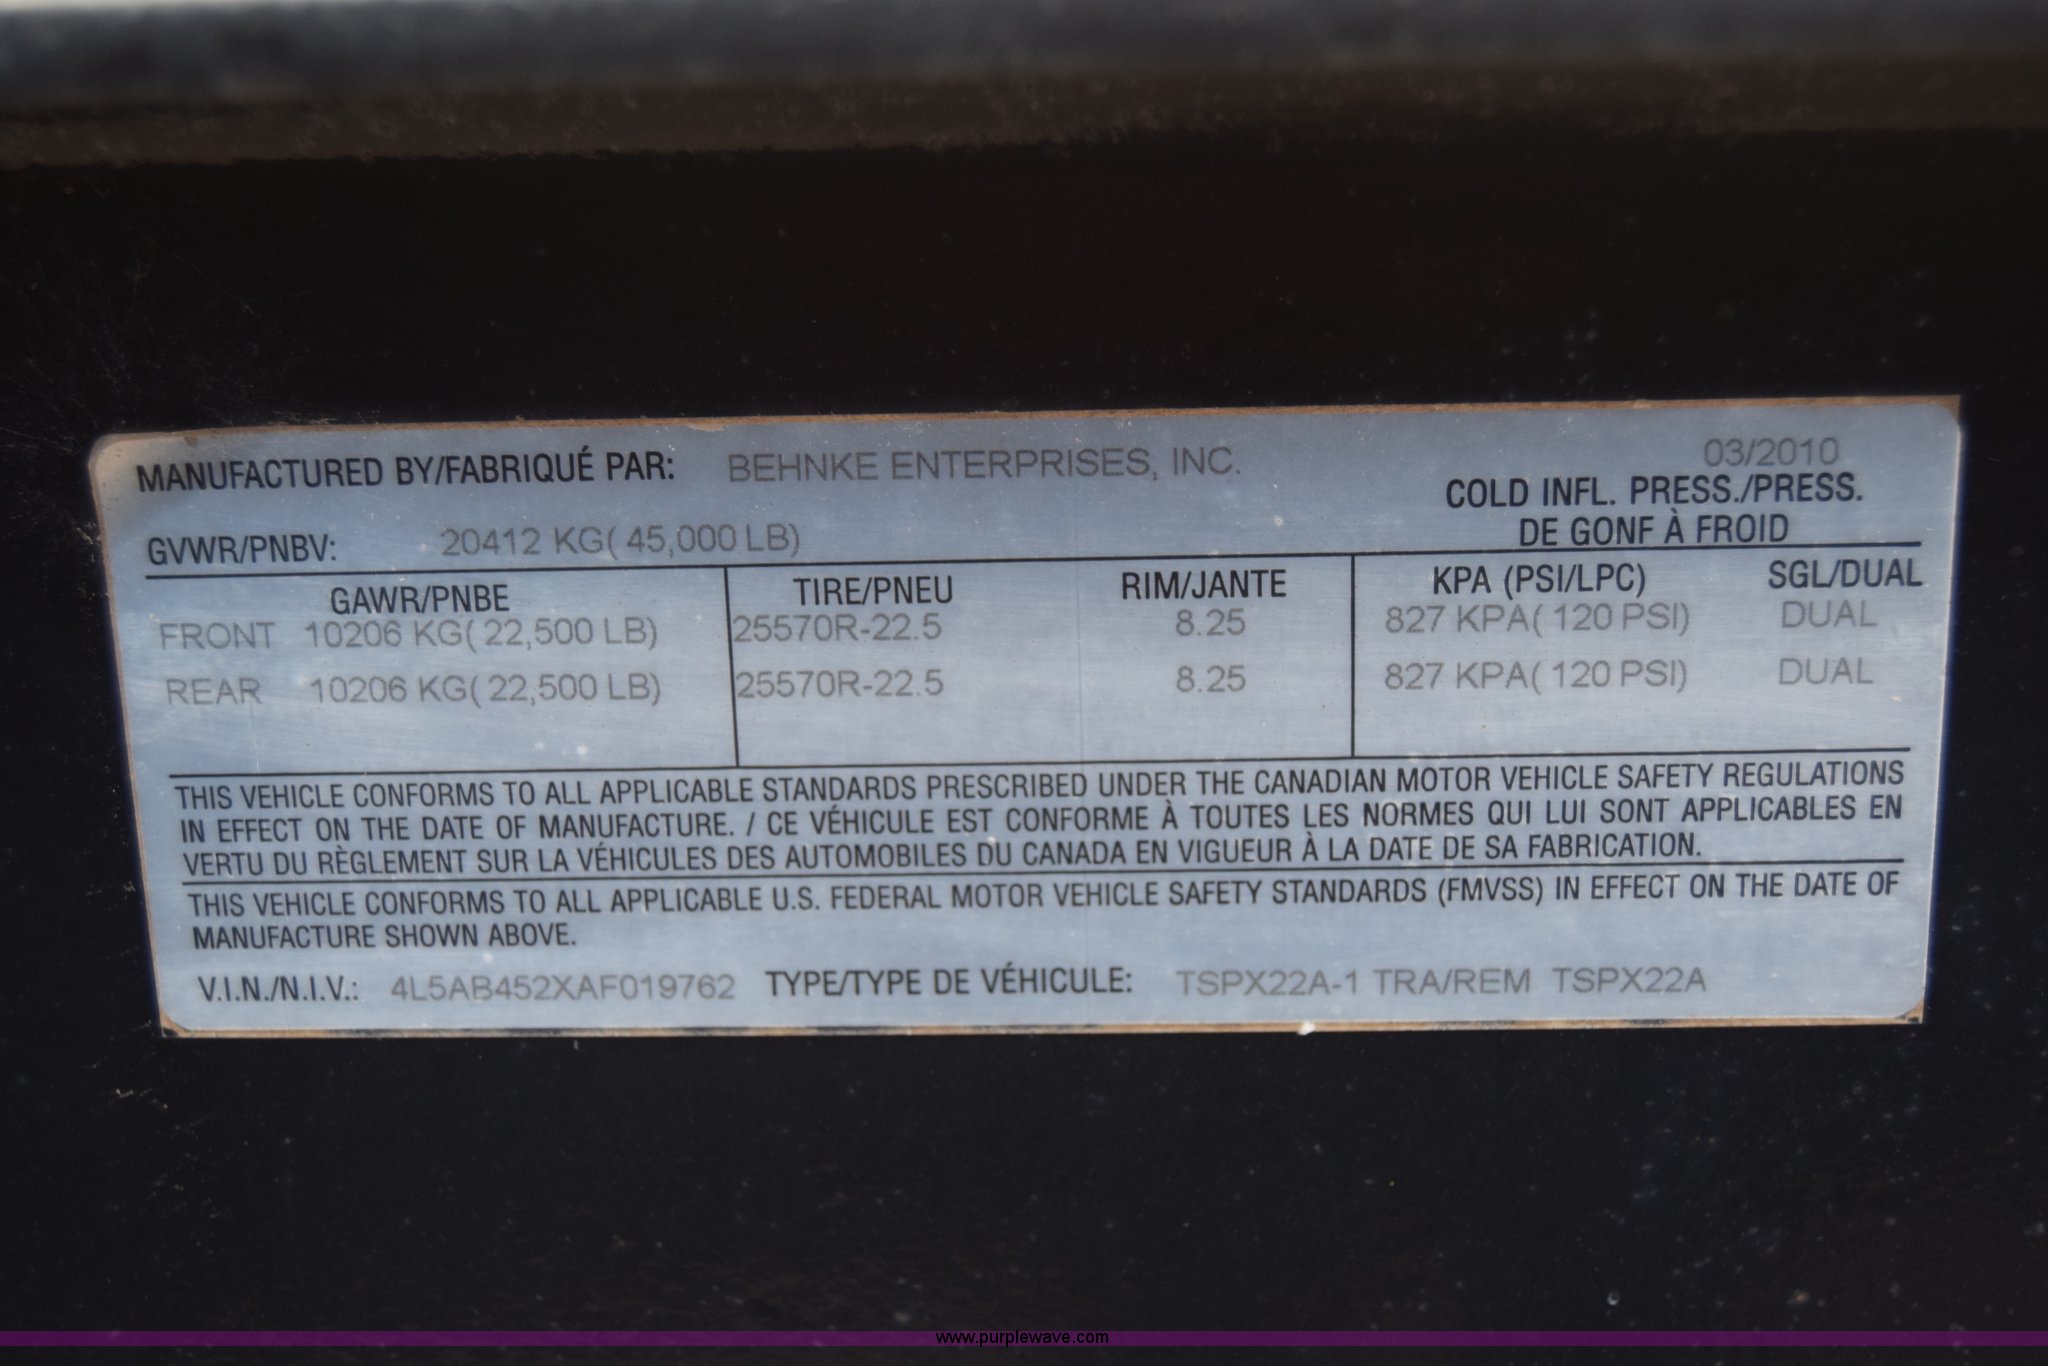 MANUFACTURED BY/FABRIQUÉ PAR: BEHNKE ENTERPRISES, INC. 03/2010
COLD INFL. PRESS./PRESS.
GVWR/PNBV: 20412 KG( 45,000 LB) DE GONF À FROID
GAWR/PNBE TIRE/PNEU RIM/JANTE KPA (PSI/LPC) SGL/DUAL
FRONT 10206 KG( 22,500 LB) 25570R-22.5 8.25 827 KPA( 120 PSI) DUAL
REAR 10206 KG( 22,500 LB) 25570R-22.5 8.25 827 KPA( 120 PSI) DUAL
THIS VEHICLE CONFORMS TO ALL APPLICABLE STANDARDS PRESCRIBED UNDER THE CANADIAN MOTOR VEHICLE SAFETY REGULATIONS
IN EFFECT ON THE DATE OF MANUFACTURE. / CE VÉHICULE EST CONFORME À TOUTES LES NORMES QUI LUI SONT APPLICABLES EN
VERTU DU RÈGLEMENT SUR LA VÉHICULES DES AUTOMOBILES DU CANADA EN VIGUEUR À LA DATE DE SA FABRICATION.
THIS VEHICLE CONFORMS TO ALL APPLICABLE U.S. FEDERAL MOTOR VEHICLE SAFETY STANDARDS (FMVSS) IN EFFECT ON THE DATE OF
MANUFACTURE SHOWN ABOVE.
V.I.N./N.I.V.: 4L5AB452XAF019762 TYPE/TYPE DE VÉHICULE: TSPX22A-1 TRA/REM TSPX22A
www.purplewave.com